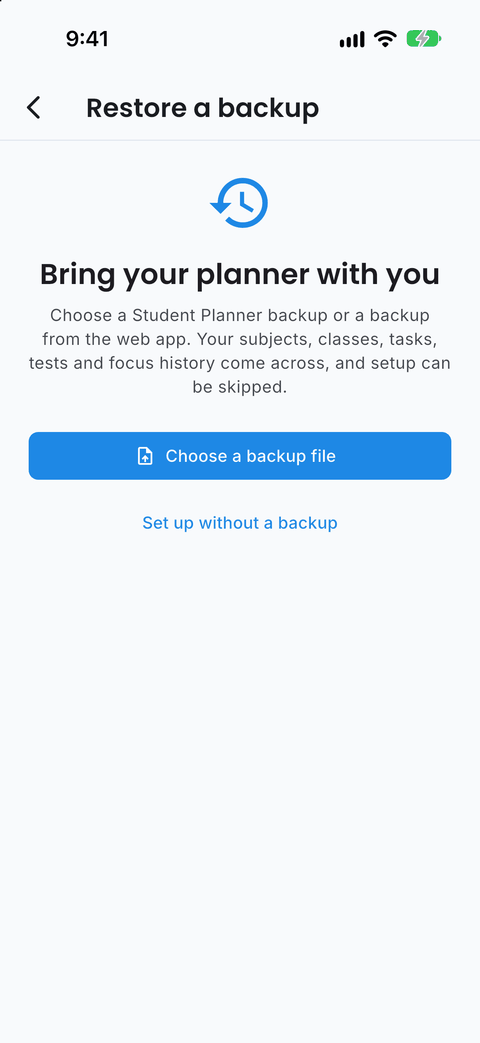 9:41
Restore a backup
Bring your planner with you
Choose a Student Planner backup or a backup
from the web app. Your subjects, classes, tasks,
tests and focus history come across, and setup can
be skipped.
Choose a backup file
Set up without a backup